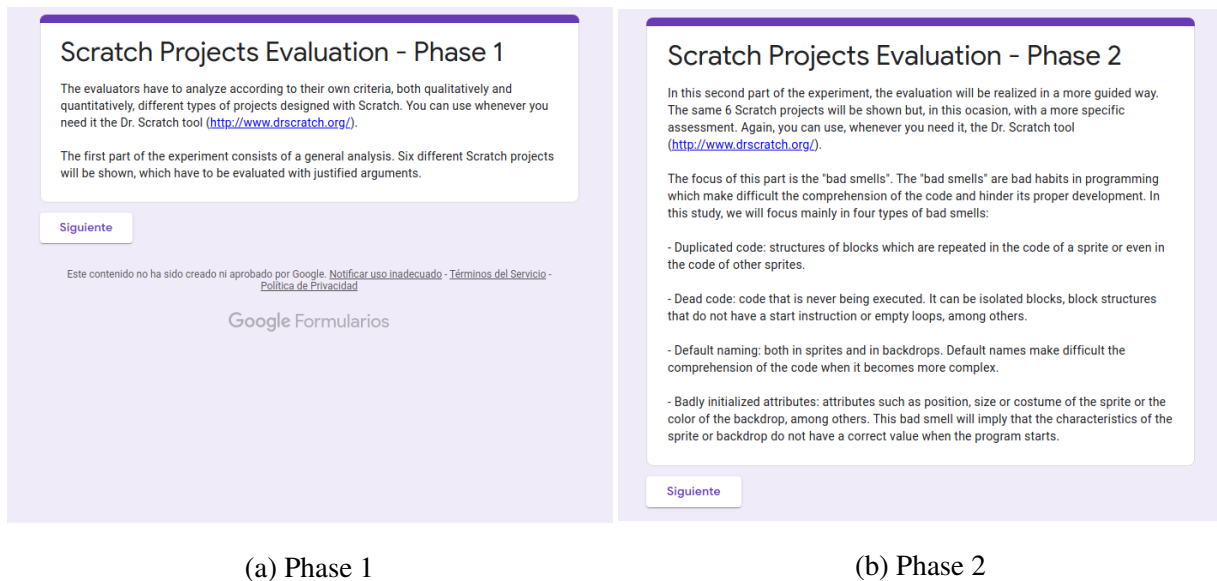 Scratch Projects Evaluation - Phase 1
The evaluators have to analyze according to their own criteria, both qualitatively and
quantitatively, different types of projects designed with Scratch. You can use whenever you
need it the Dr. Scratch tool (http://www.drscratch.org/).
The first part of the experiment consists of a general analysis. Six different Scratch projects
will be shown, which have to be evaluated with justified arguments.
Siguiente
Este contenido no ha sido creado ni aprobado por Google. Notificar uso inadecuado - Términos del Servicio -
Política de Privacidad
Google Formularios
(a) Phase 1
Scratch Projects Evaluation - Phase 2
In this second part of the experiment, the evaluation will be realized in a more guided way.
The same 6 Scratch projects will be shown but, in this ocasion, with a more specific
assessment. Again, you can use, whenever you need it, the Dr. Scratch tool
(http://www.drscratch.org/).
The focus of this part is the "bad smells". The "bad smells" are bad habits in programming
which make difficult the comprehension of the code and hinder its proper development. In
this study, we will focus mainly in four types of bad smells:
- Duplicated code: structures of blocks which are repeated in the code of a sprite or even in
the code of other sprites.
- Dead code: code that is never being executed. It can be isolated blocks, block structures
that do not have a start instruction or empty loops, among others.
- Default naming: both in sprites and in backdrops. Default names make difficult the
comprehension of the code when it becomes more complex.
- Badly initialized attributes: attributes such as position, size or costume of the sprite or the
color of the backdrop, among others. This bad smell will imply that the characteristics of the
sprite or backdrop do not have a correct value when the program starts.
Siguiente
(b) Phase 2